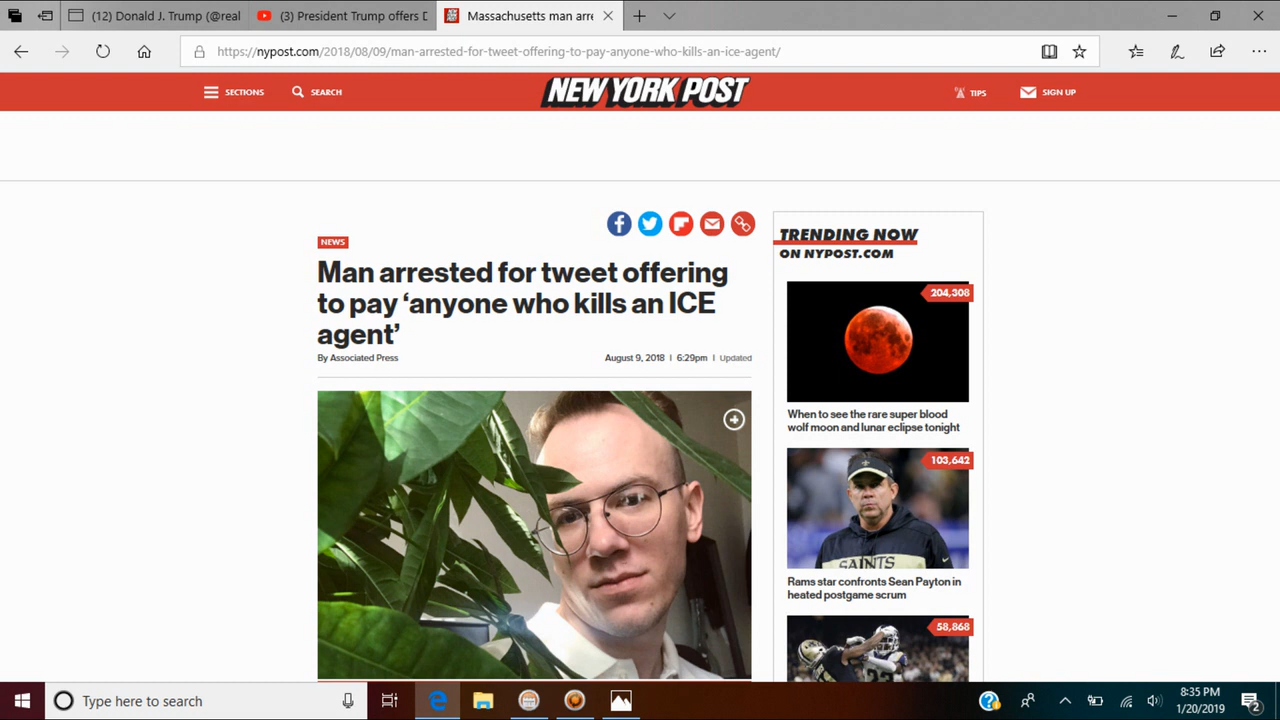 (12) Donald J. Trump (@real
(3) President Trump offers D
Massachusetts man arre
https://nypost.com/2018/08/09/man-arrested-for-tweet-offering-to-pay-anyone-who-kills-an-ice-agent/
SECTIONS
SEARCH
NEW YORK POST
TIPS
SIGN UP
NEWS
Man arrested for tweet offering
to pay ‘anyone who kills an ICE
agent’
By Associated Press
August 9, 2018 I 6:29pm I Updated
TRENDING NOW
ON NYPOST.COM
204,308
When to see the rare super blood
wolf moon and lunar eclipse tonight
103,642
SAINTS
Rams star confronts Sean Payton in
heated postgame scrum
58,868
Type here to search
8:35 PM
1/20/2019
2